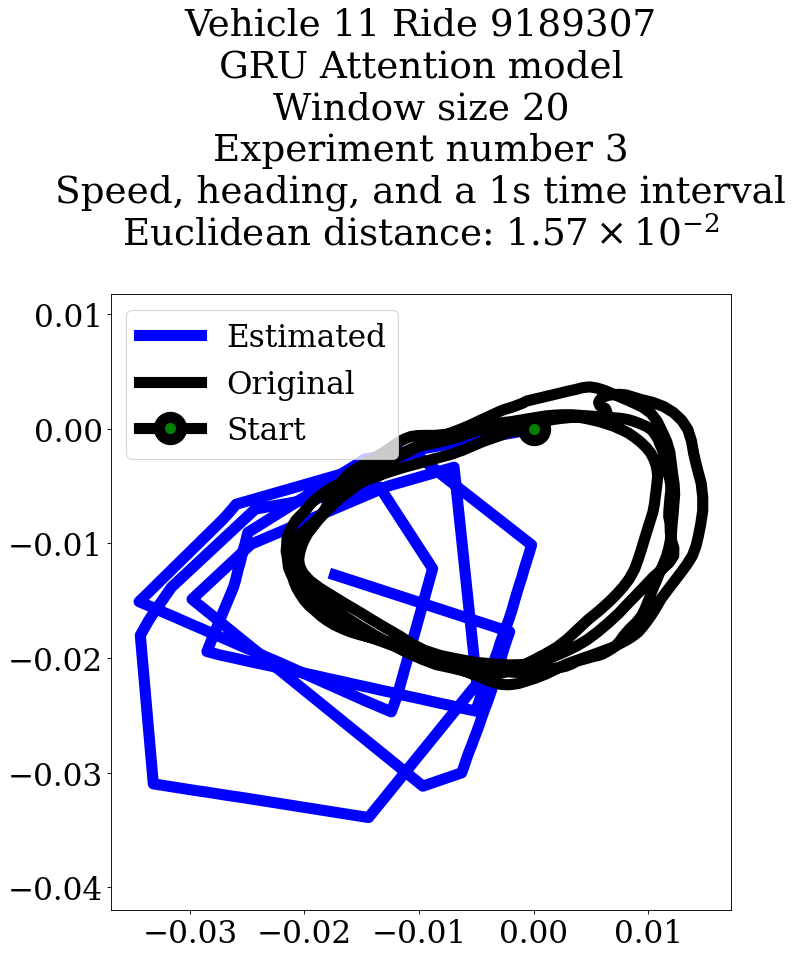 Vehicle 11 Ride 9189307
GRU Attention model
Window size 20
Experiment number 3
Speed, heading, and a 1s time interval
Euclidean distance: 1.57 × 10⁻²
Estimated
Original
Start
0.01
0.00
−0.01
−0.02
−0.03
−0.04
−0.03 −0.02 −0.01 0.00 0.01